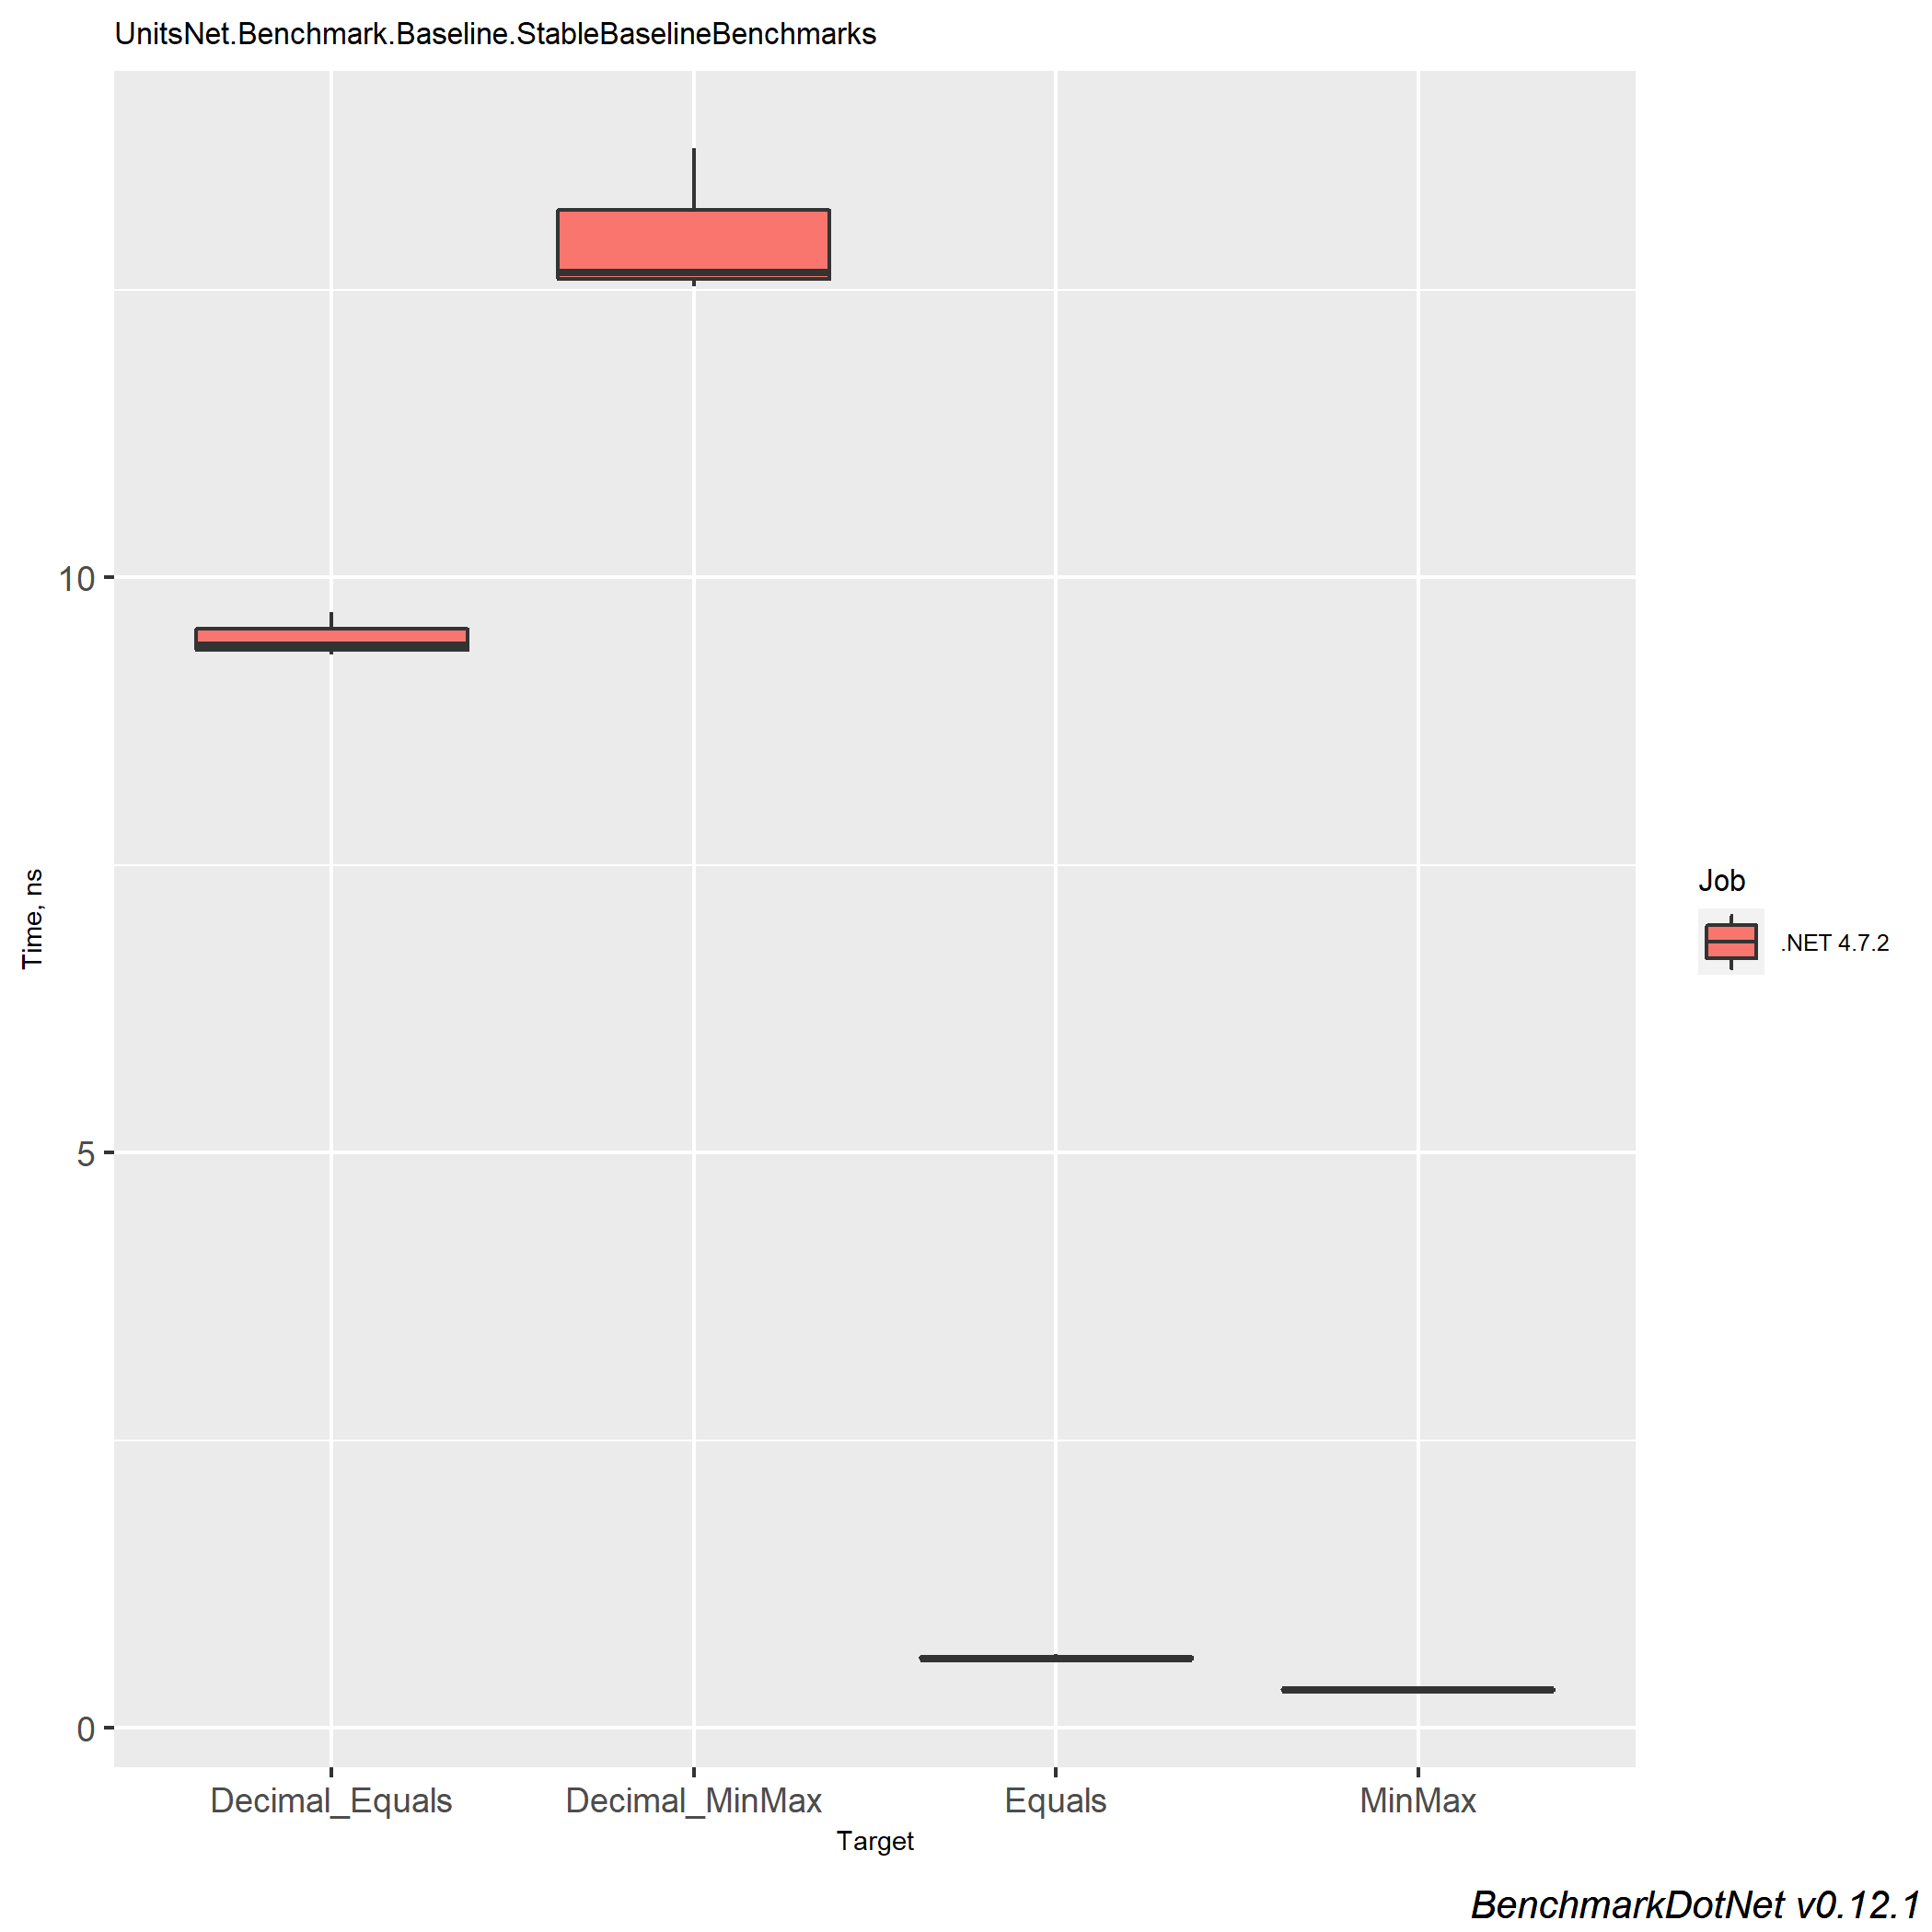 UnitsNet.Benchmark.Baseline.StableBaselineBenchmarks
Time, ns
10
5
0
Decimal_Equals
Decimal_MinMax
Equals
MinMax
Target
Job
.NET 4.7.2
BenchmarkDotNet v0.12.1